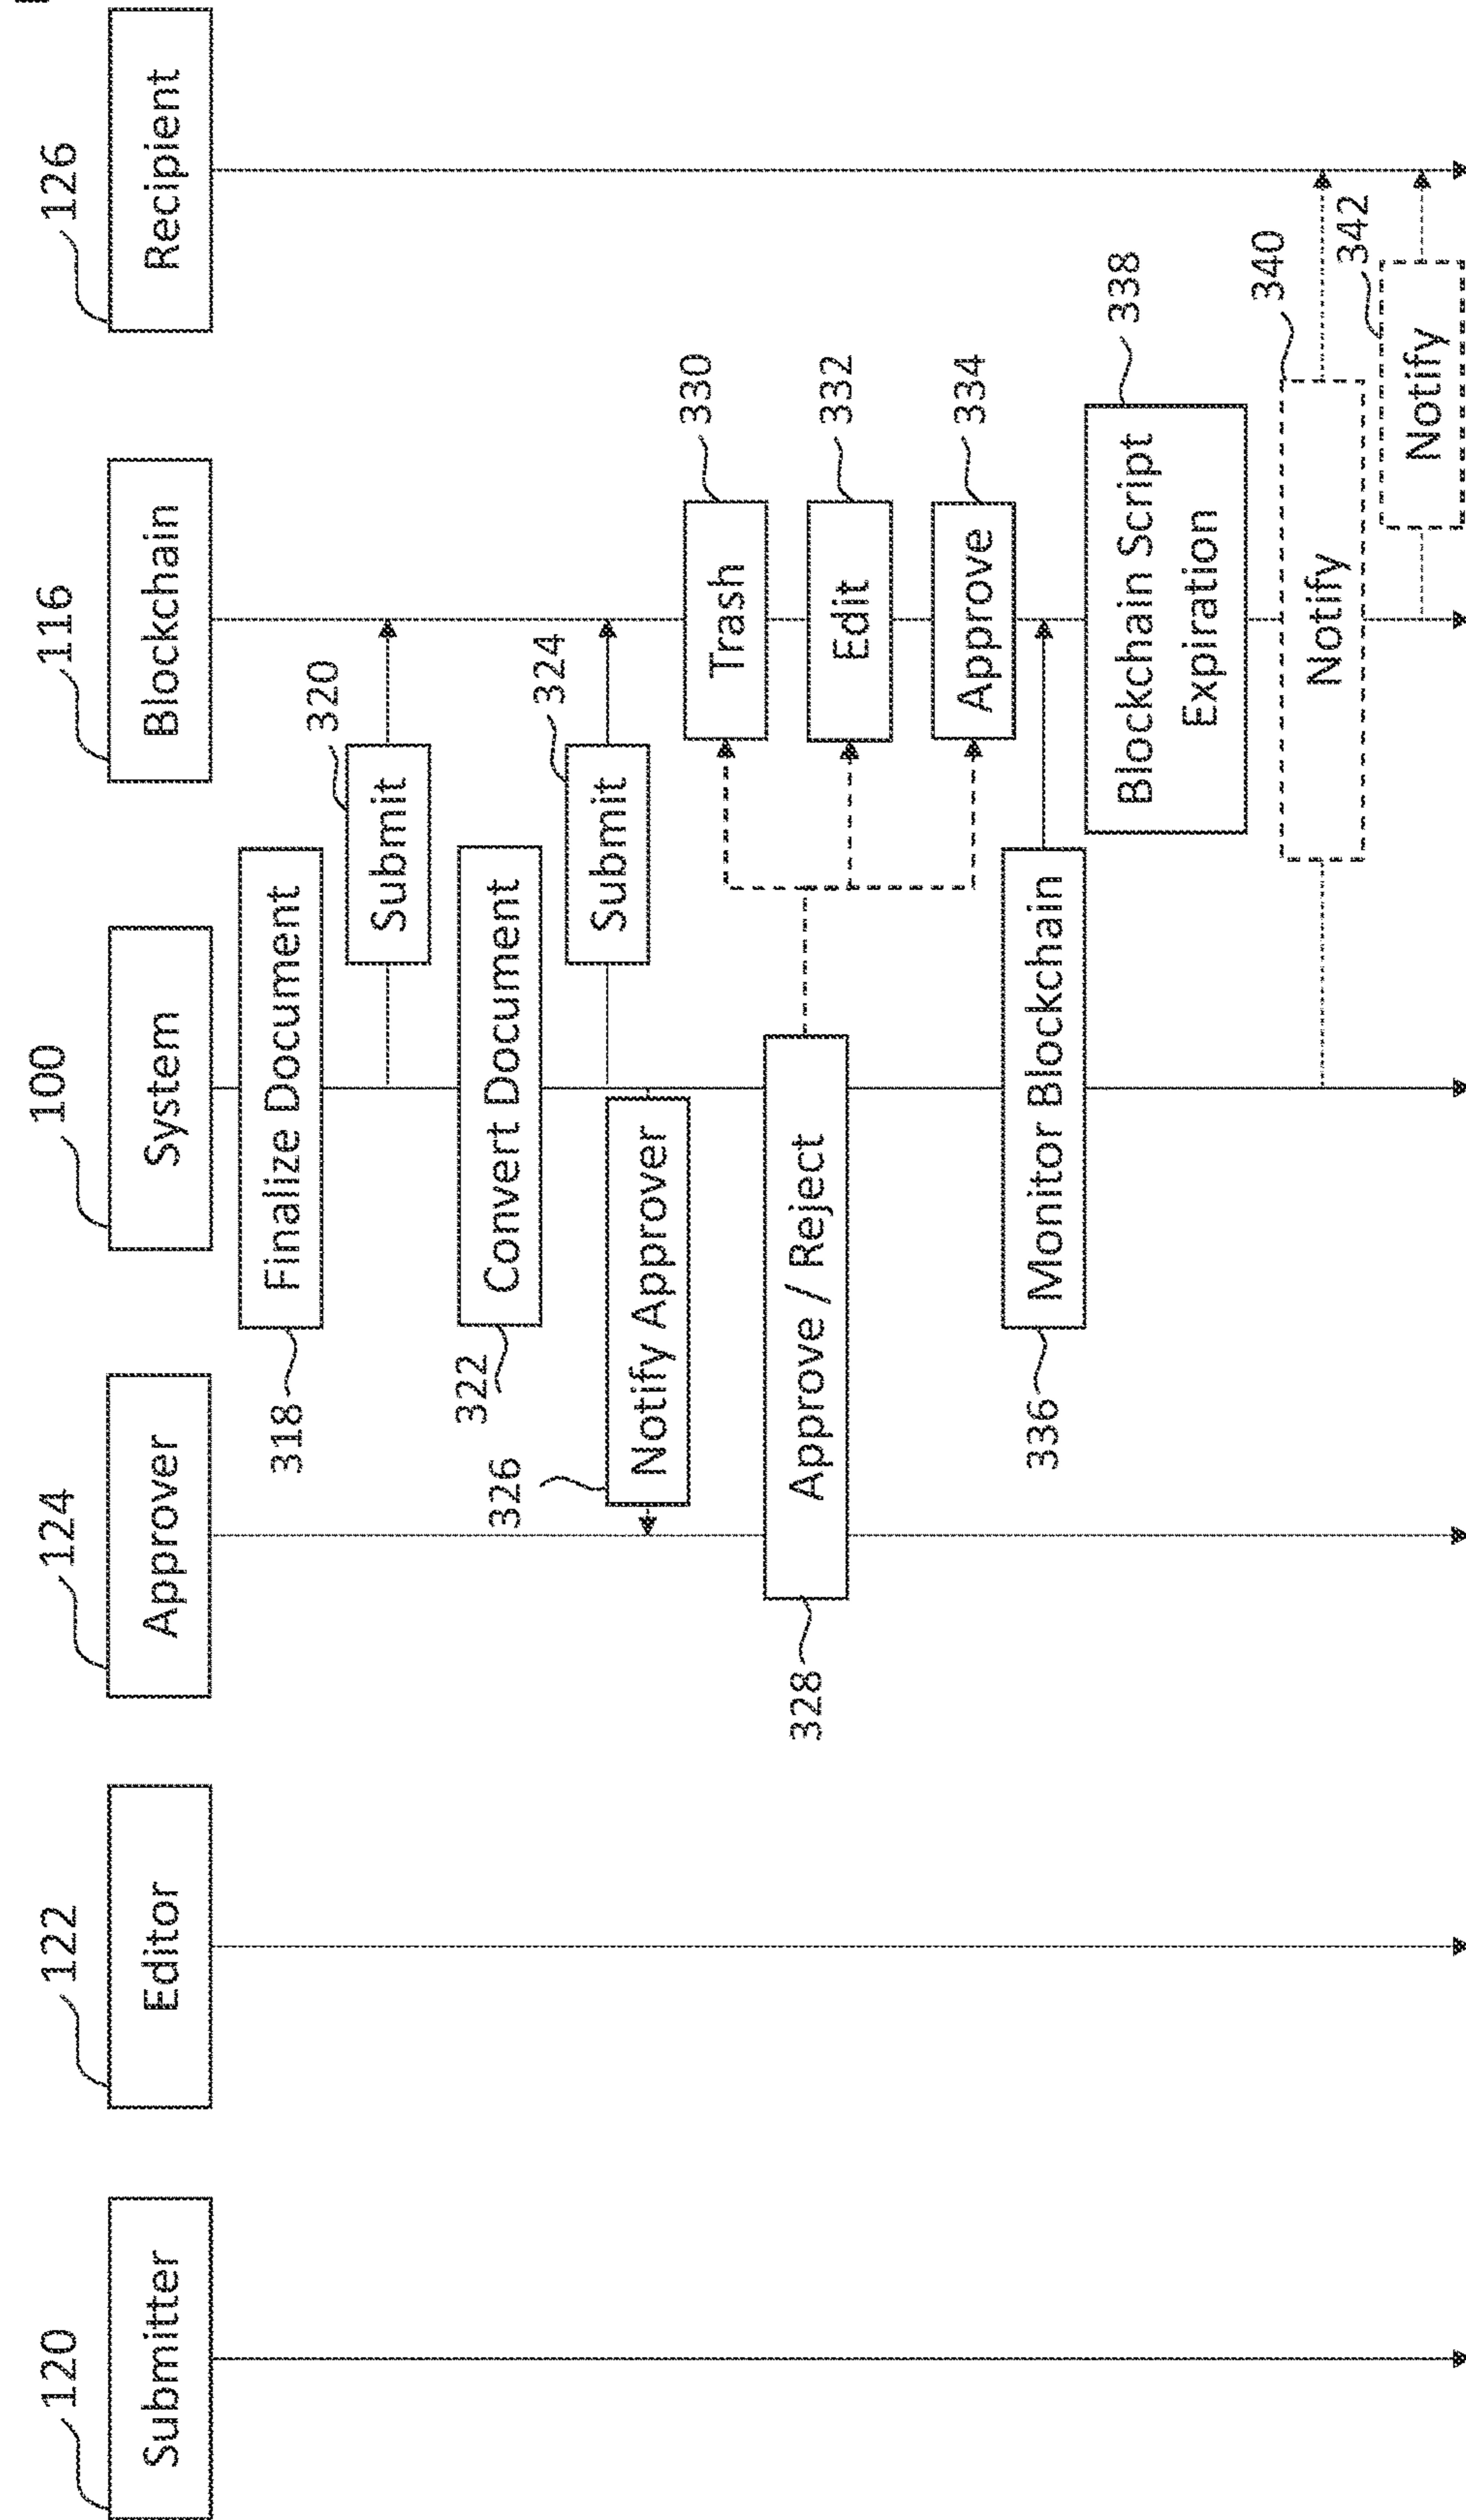 120
Submitter
122
Editor
124
Approver
100
System
116
Blockchain
126
Recipient
318
Finalize Document
320
Submit
322
Convert Document
324
Submit
326
Notify Approver
328
Approve / Reject
330
Trash
332
Edit
334
Approve
336
Monitor Blockchain
338
Blockchain Script
Expiration
340
Notify
342
Notify